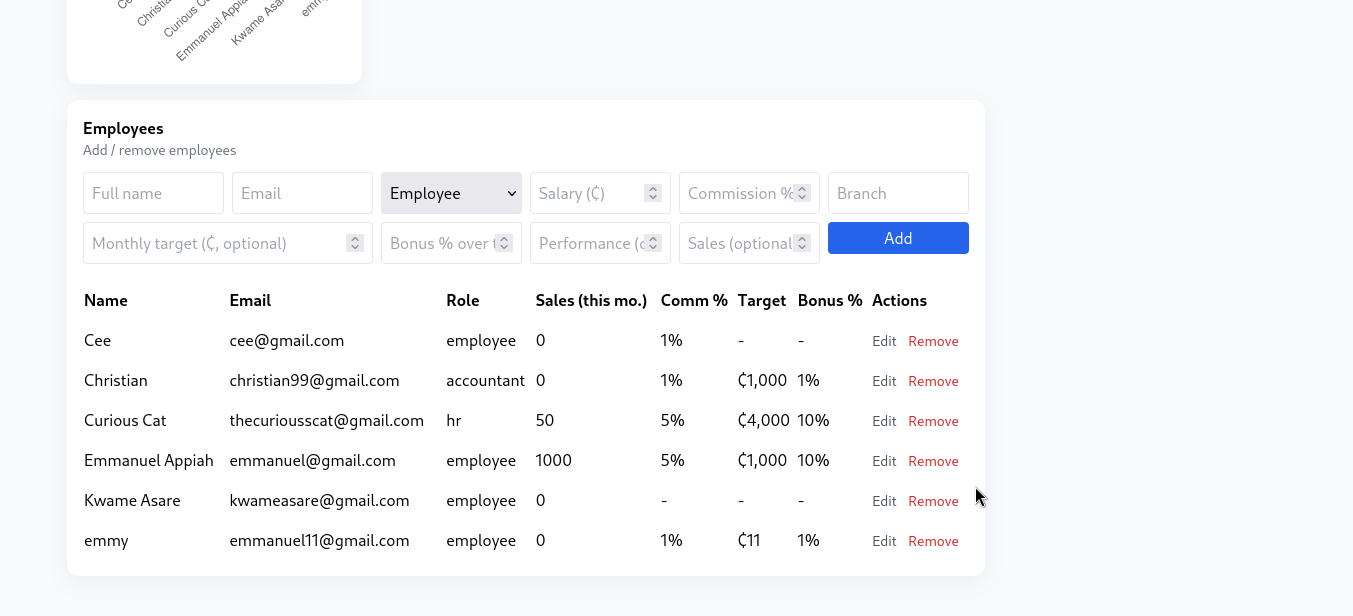 Emmanuel Appia
Kwame Asar
Employees
Add / remove employees
Full name Email Employee Salary (₵) Commission % Branch
Monthly target (₵, optional) Bonus % over Performance Sales (optional Add
Name Email Role Sales (this mo.) Comm % Target Bonus % Actions
Cee cee@gmail.com employee 0 1% - - Edit Remove
Christian christian99@gmail.com accountant 0 1% ₵1,000 1% Edit Remove
Curious Cat thecuriousscat@gmail.com hr 50 5% ₵4,000 10% Edit Remove
Emmanuel Appiah emmanuel@gmail.com employee 1000 5% ₵1,000 10% Edit Remove
Kwame Asare kwameasare@gmail.com employee 0 - - - Edit Remove
emmy emmanuel11@gmail.com employee 0 1% ₵11 1% Edit Remove